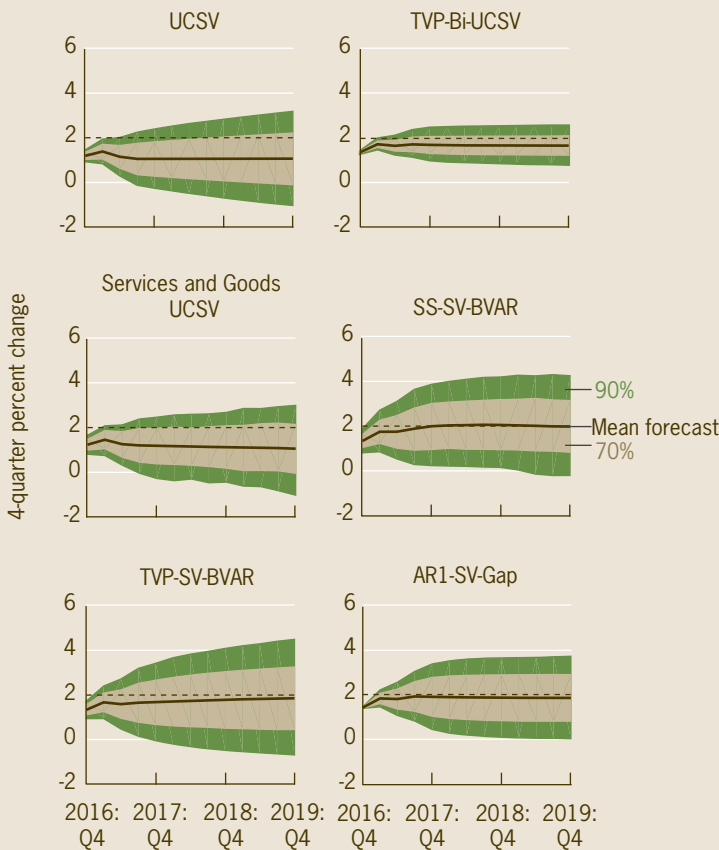 UCSV
TVP-Bi-UCSV
6
4
2
0
-2
6
4
2
0
-2
4-quarter percent change
Services and Goods
UCSV
SS-SV-BVAR
6
4
2
0
-2
6
4
2
0
-2
90%
Mean forecast
70%
TVP-SV-BVAR
AR1-SV-Gap
6
4
2
0
-2
6
4
2
0
-2
2016: 2017: 2018: 2019:
Q4 Q4 Q4 Q4
2016: 2017: 2018: 2019:
Q4 Q4 Q4 Q4